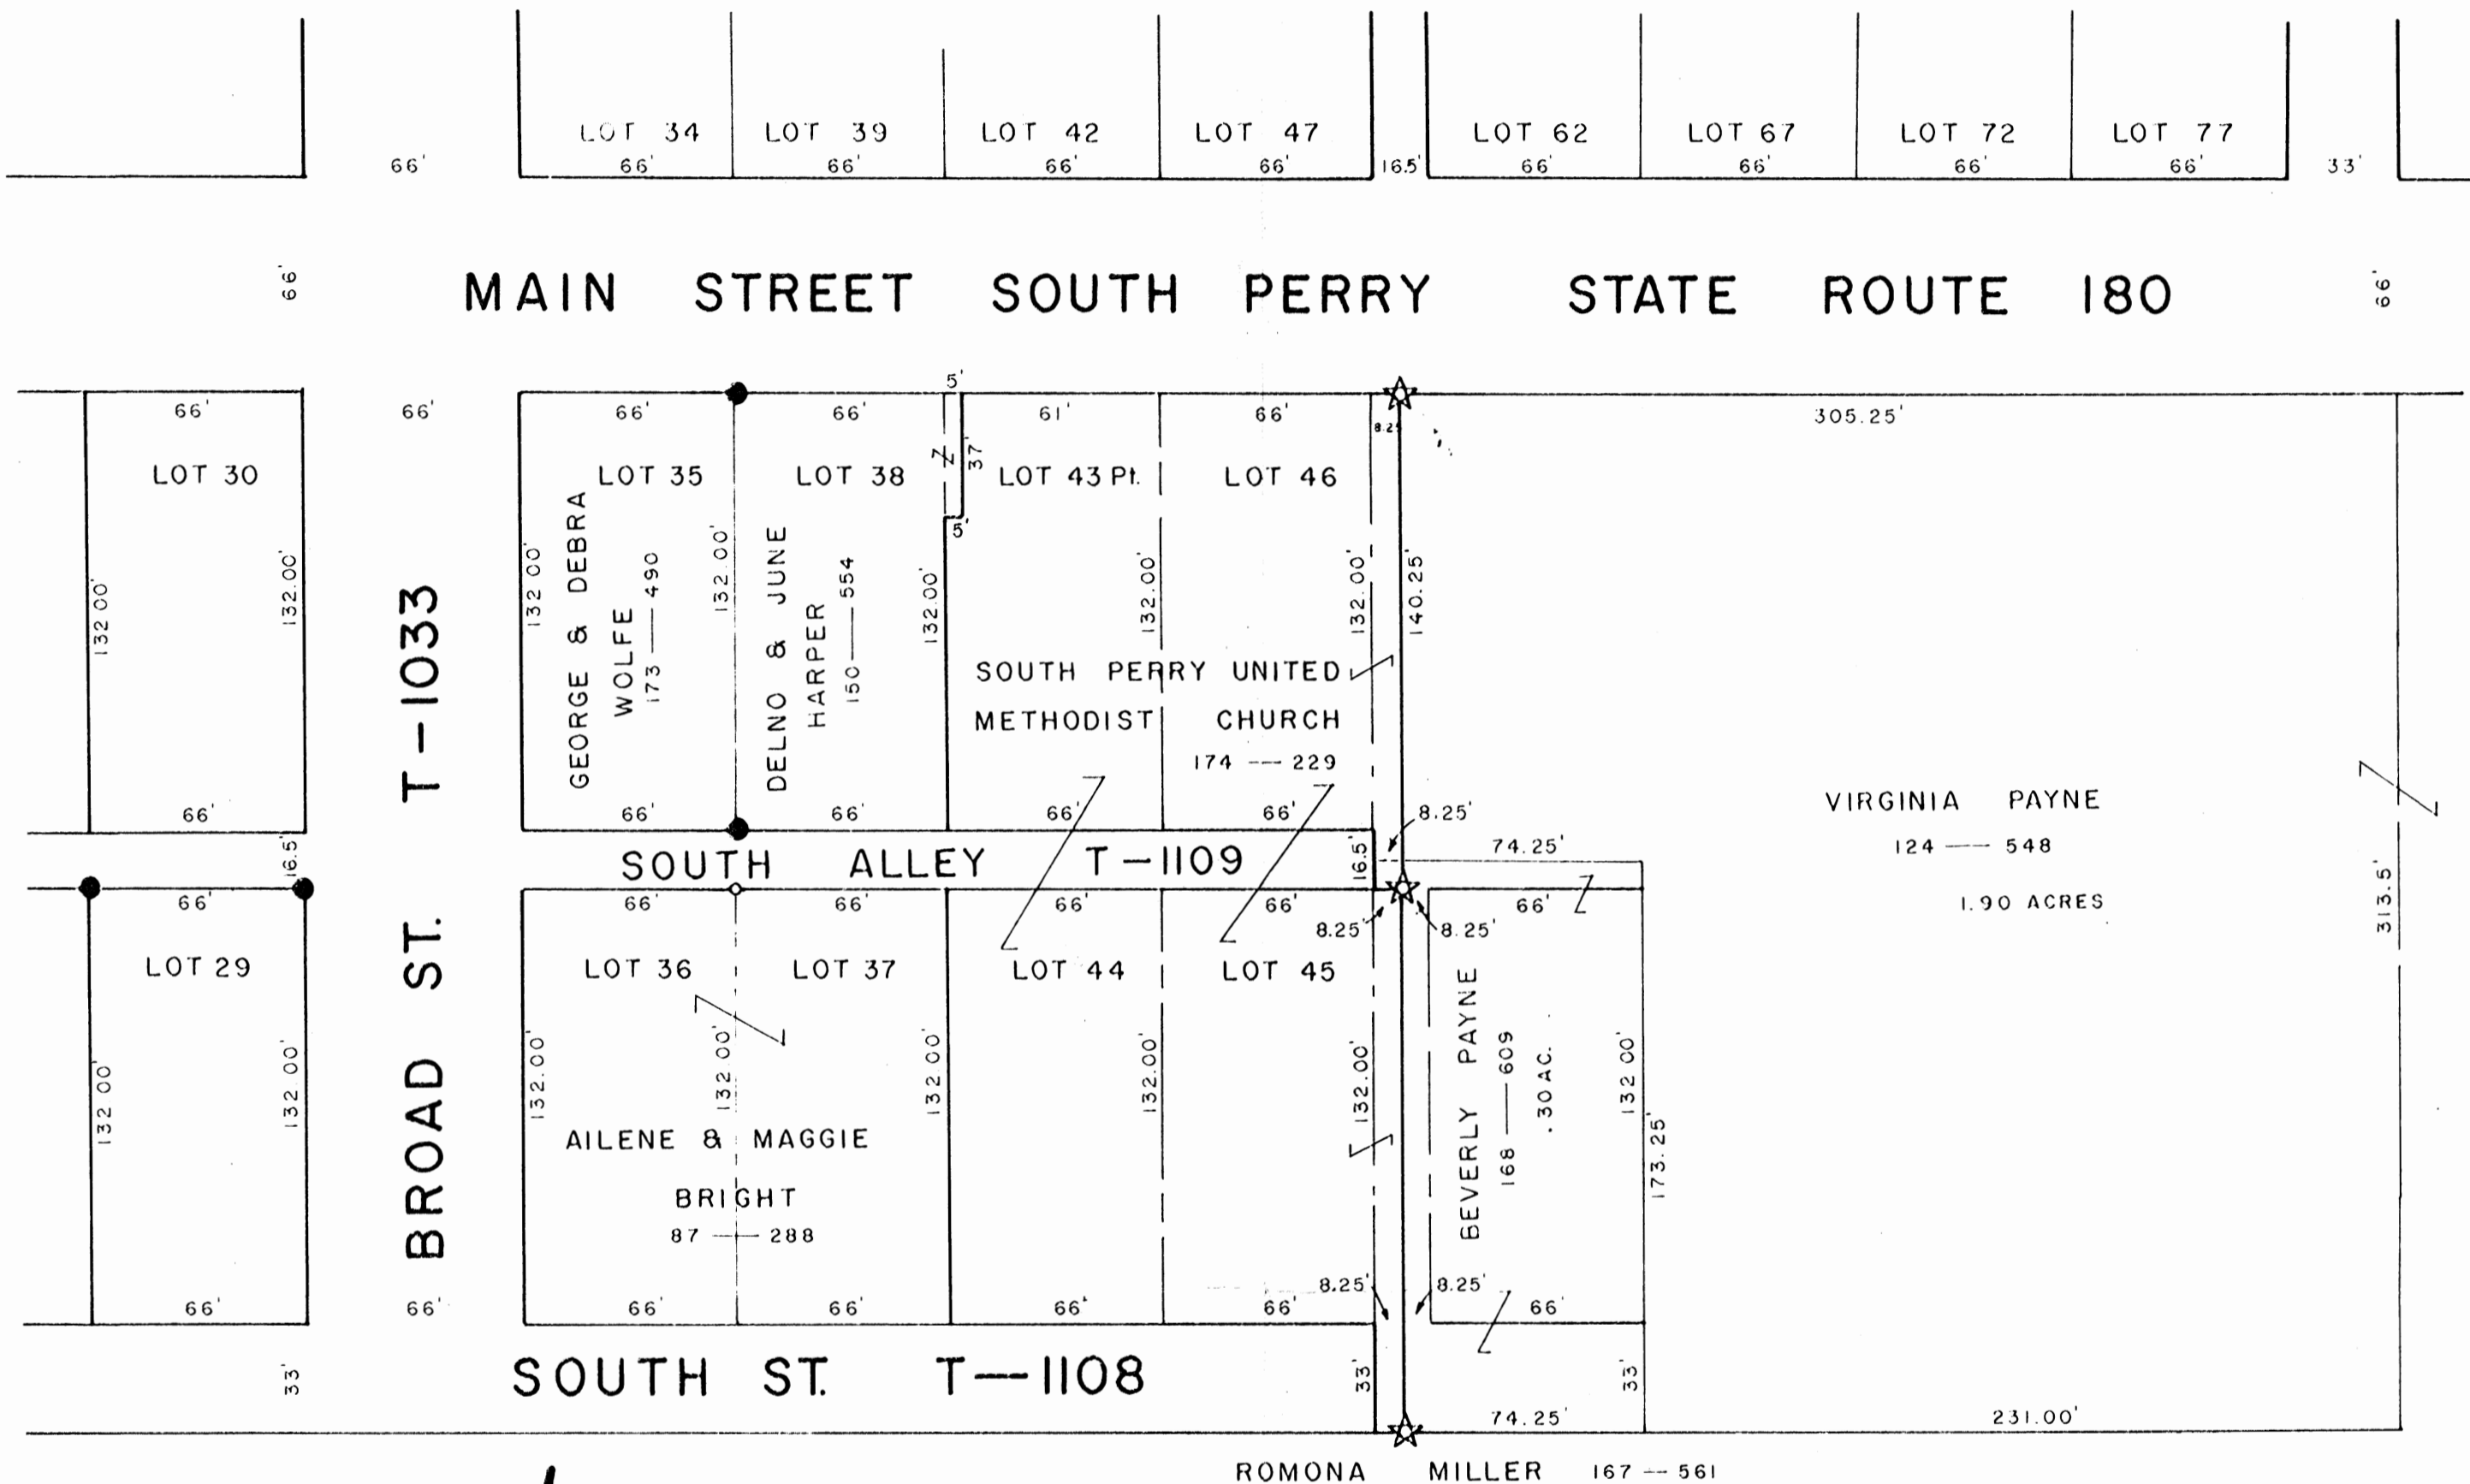 LOT 34 LOT 39 LOT 42 LOT 47 LOT 62 LOT 67 LOT 72 LOT 77
66' 66' 66' 66' 66' 16.5' 66' 66' 66' 66' 33'
66' MAIN STREET SOUTH PERRY STATE ROUTE 180 66'
5'
66' 66' 66' 66' 61' 66' 305.25'
8.25
37'
LOT 30 LOT 35 LOT 38 LOT 43 Pt. LOT 46
5'
132.00' 132.00' 132.00' 132.00' 132.00' 132.00' 132.00' 140.25'
T-1033
GEORGE & DEBRA
WOLFE
173 — 490
DELNO & JUNE
HARPER
150 — 554
SOUTH PERRY UNITED
METHODIST CHURCH
174 — 229
VIRGINIA PAYNE
124 — 548
1.90 ACRES
66' 66' 66' 66' 66' 8.25'
16.5' SOUTH ALLEY T-1109 16.5' 74.25'
66' 66' 66' 66' 66' 66'
8.25' 8.25'
313.5'
BROAD ST.
LOT 29 LOT 36 LOT 37 LOT 44 LOT 45
132.00' 132.00' 132.00' 132.00' 132.00' 132.00' 132.00' 132.00'
173.25'
AILENE & MAGGIE
BRIGHT
87 — 288
BEVERLY PAYNE
168 — 609
.30 AC.
8.25' 8.25'
66' 66' 66' 66' 66' 66' 66'
33' SOUTH ST. T—1108 33' 33'
74.25' 231.00'
ROMONA MILLER 167 — 561